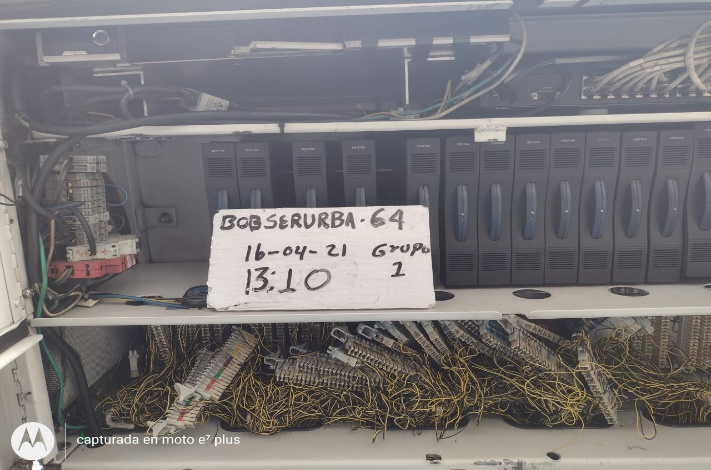 BOBSERURBA-64
16-04-21 Grupo
13:10 1
capturada en moto e⁷ plus